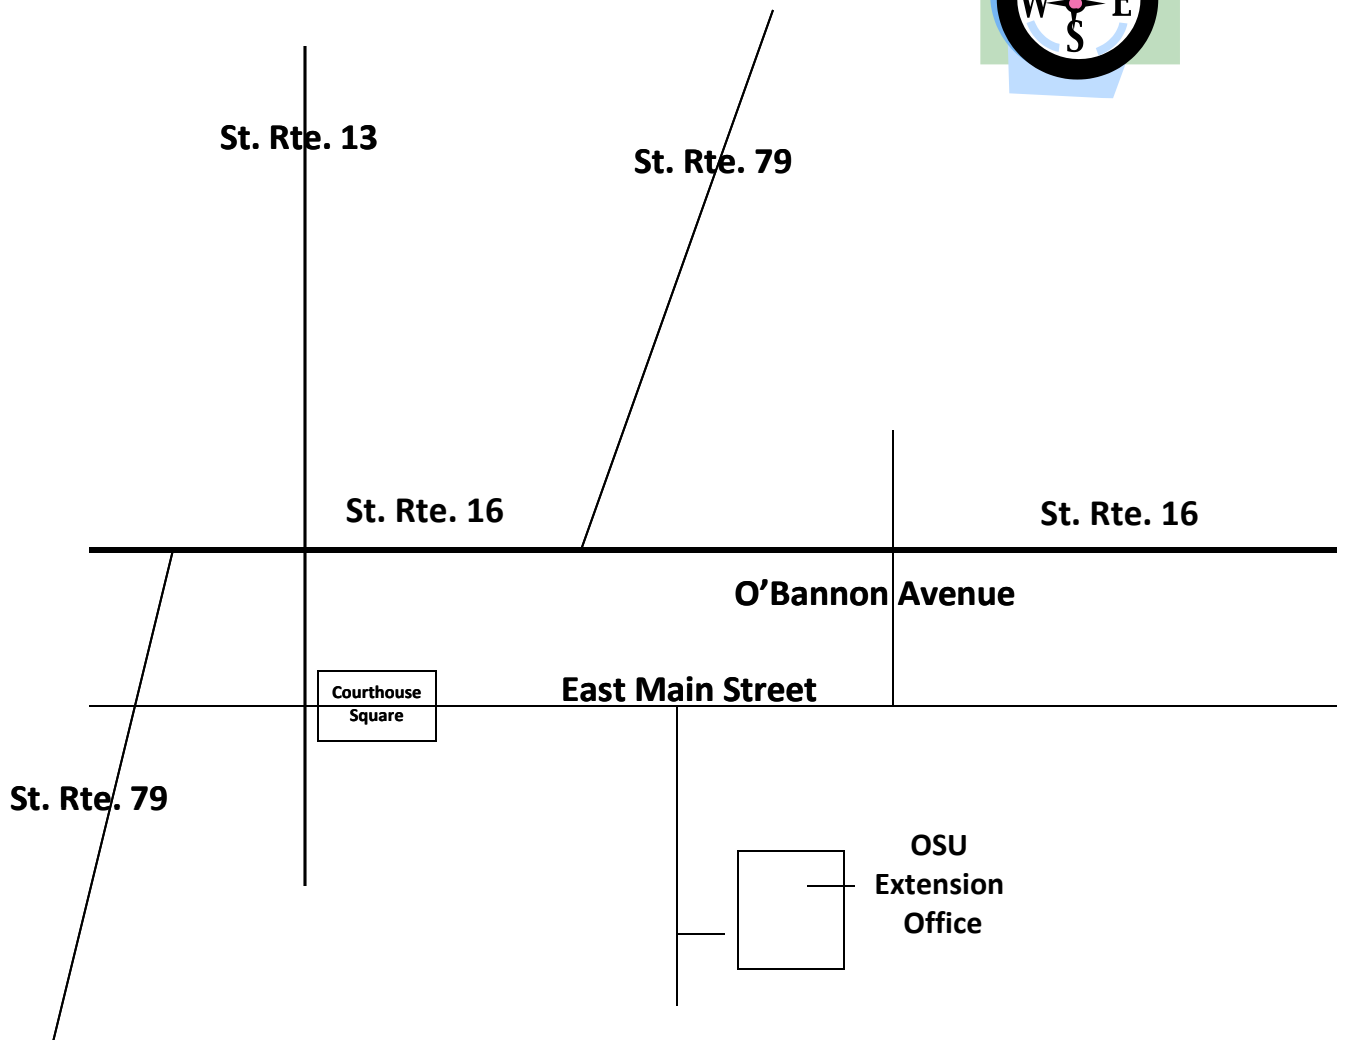 W E
S
St. Rte. 13
St. Rte. 79
St. Rte. 16
St. Rte. 16
O’Bannon Avenue
East Main Street
Courthouse
Square
St. Rte. 79
OSU
Extension
Office